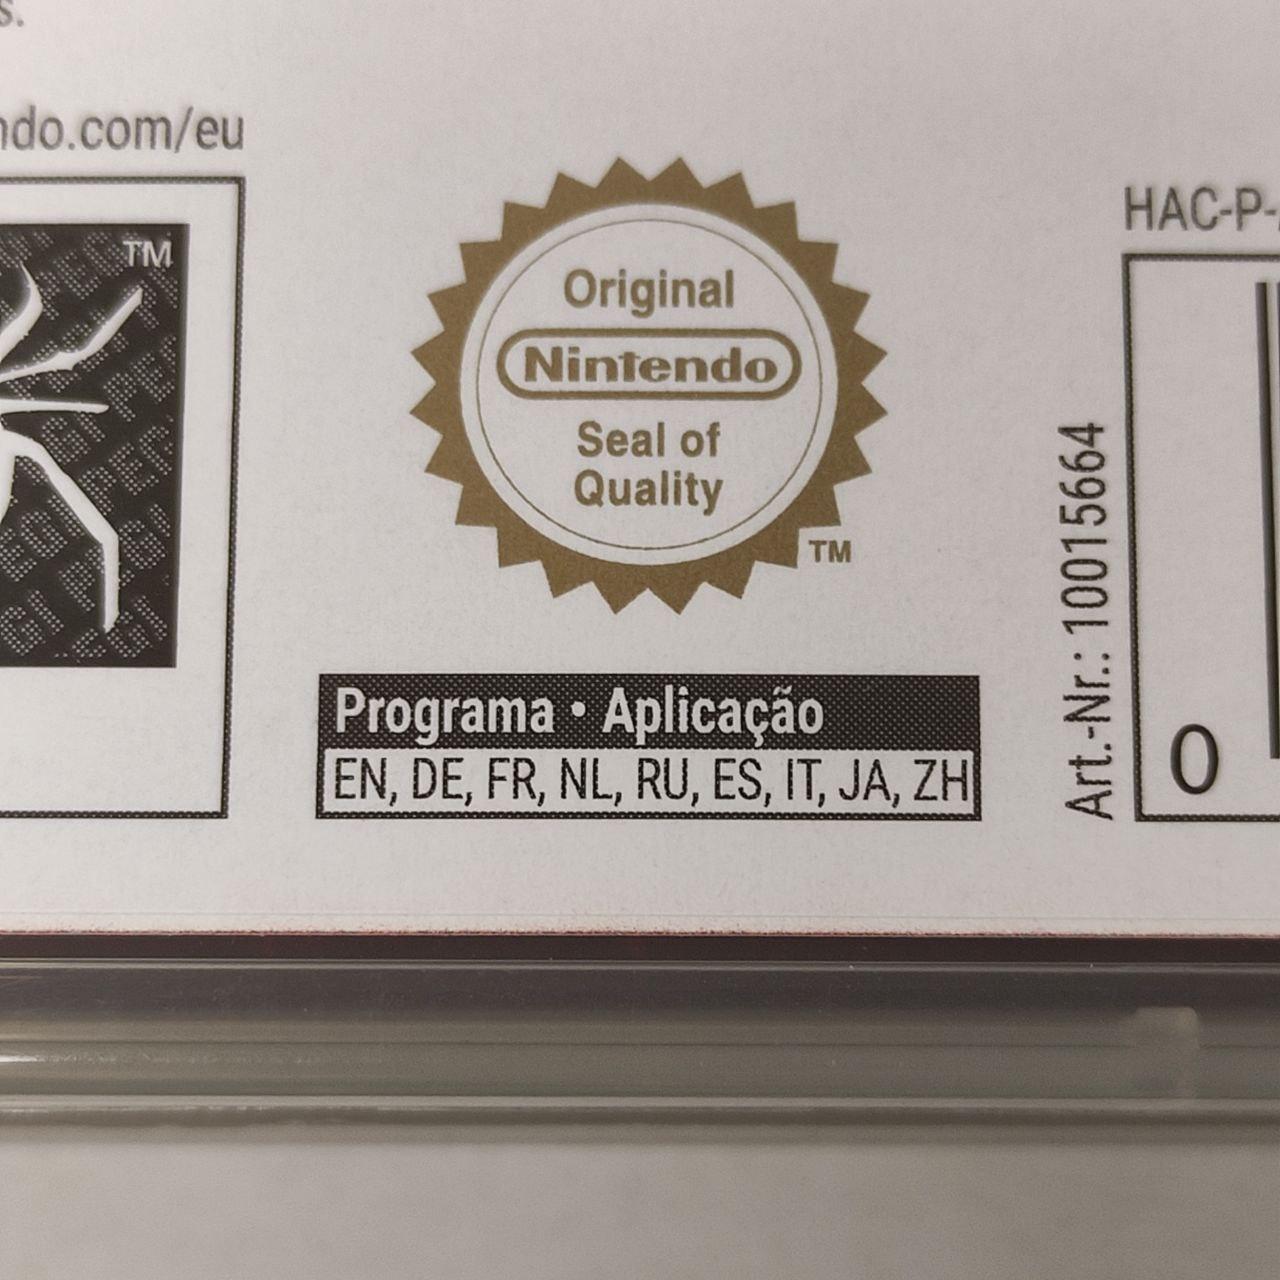 s.
ndo.com/eu
TM
Original
Nintendo
Seal of
Quality
TM
Programa • Aplicação
EN, DE, FR, NL, RU, ES, IT, JA, ZH
HAC-P-
Art.-Nr.: 10015664
0